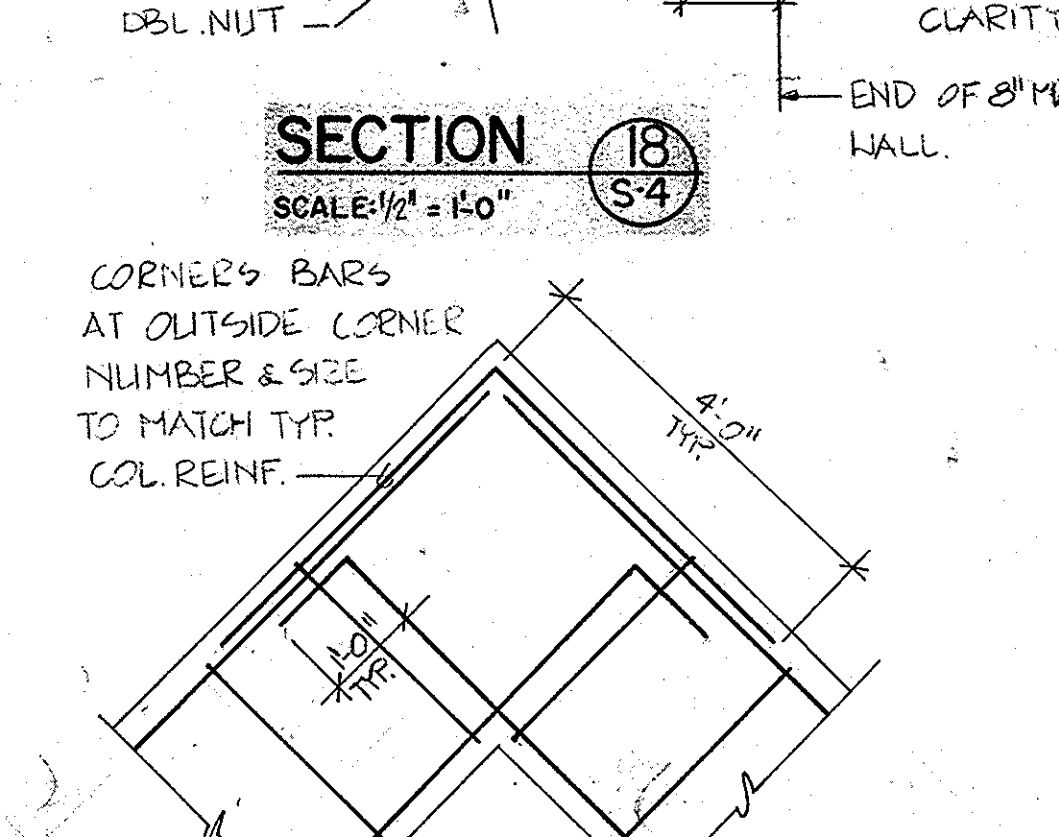 DBL.NUT
CLARITY
END OF 8"
WALL.
SECTION
18
S-4
SCALE: 1/2" = 1'-0"
CORNERS BARS
AT OUTSIDE CORNER
NUMBER & SIZE
TO MATCH TYP.
COL. REINF.
4'-0"
TYP.
1'-0"
TYP.